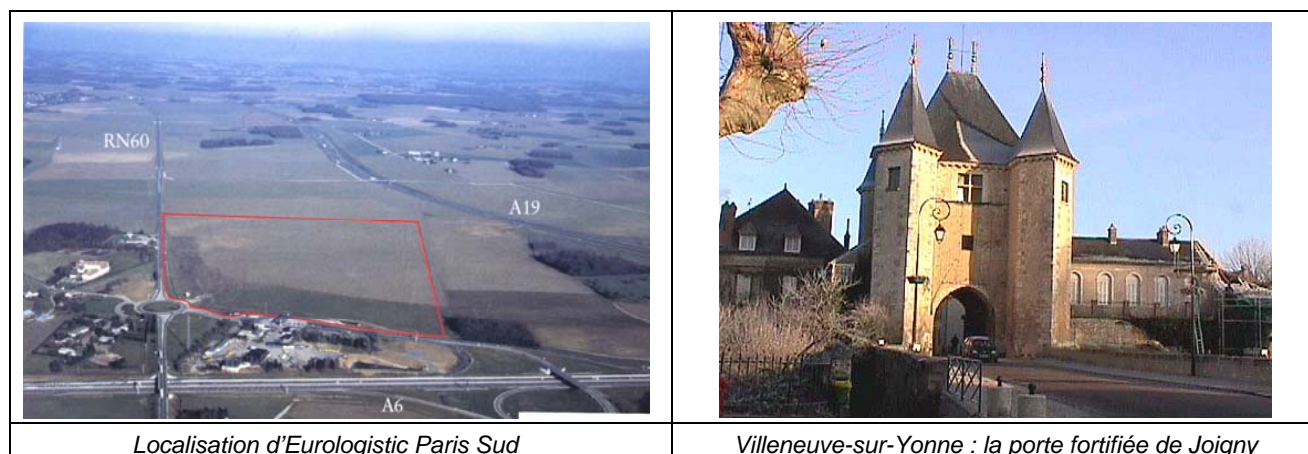 RN60
A19
A6
Localisation d'Eurologistic Paris Sud
Villeneuve-sur-Yonne : la porte fortifiée de Joigny